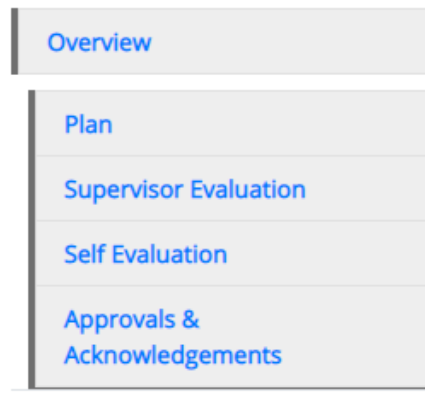 Overview
Plan
Supervisor Evaluation
Self Evaluation
Approvals &
Acknowledgements